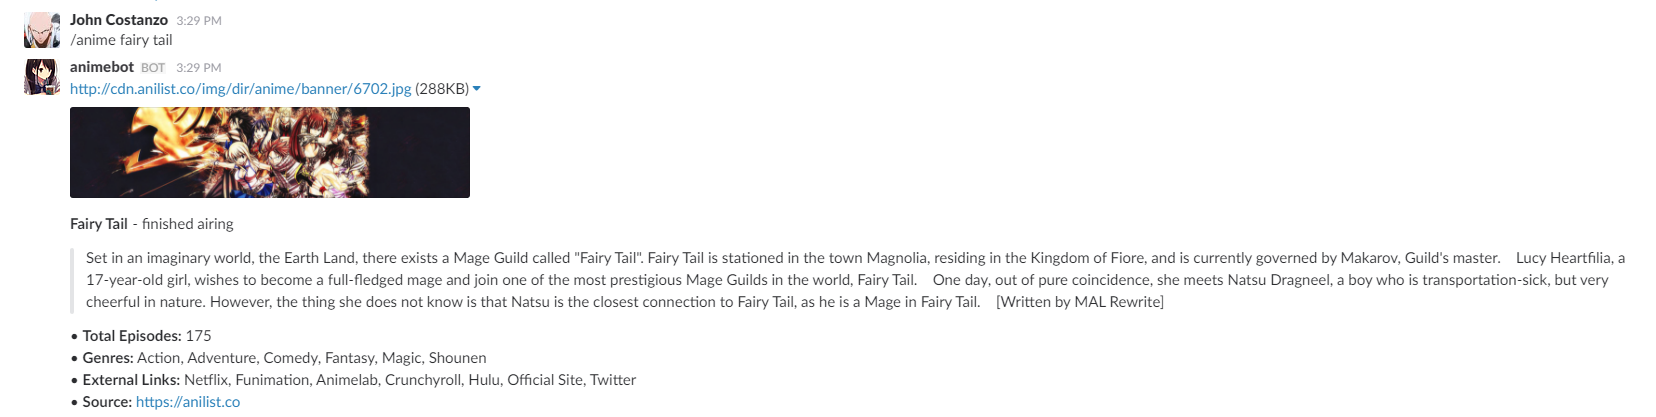 John Costanzo 3:29 PM
/anime fairy tail
animebot BOT 3:29 PM
http://cdn.anilist.co/img/dir/anime/banner/6702.jpg (288KB)
Fairy Tail - finished airing
Set in an imaginary world, the Earth Land, there exists a Mage Guild called "Fairy Tail". Fairy Tail is stationed in the town Magnolia, residing in the Kingdom of Fiore, and is currently governed by Makarov, Guild's master. Lucy Heartfilia, a
17-year-old girl, wishes to become a full-fledged mage and join one of the most prestigious Mage Guilds in the world, Fairy Tail. One day, out of pure coincidence, she meets Natsu Dragneel, a boy who is transportation-sick, but very
cheerful in nature. However, the thing she does not know is that Natsu is the closest connection to Fairy Tail, as he is a Mage in Fairy Tail. [Written by MAL Rewrite]
• Total Episodes: 175
• Genres: Action, Adventure, Comedy, Fantasy, Magic, Shounen
• External Links: Netflix, Funimation, Animelab, Crunchyroll, Hulu, Official Site, Twitter
• Source: https://anilist.co